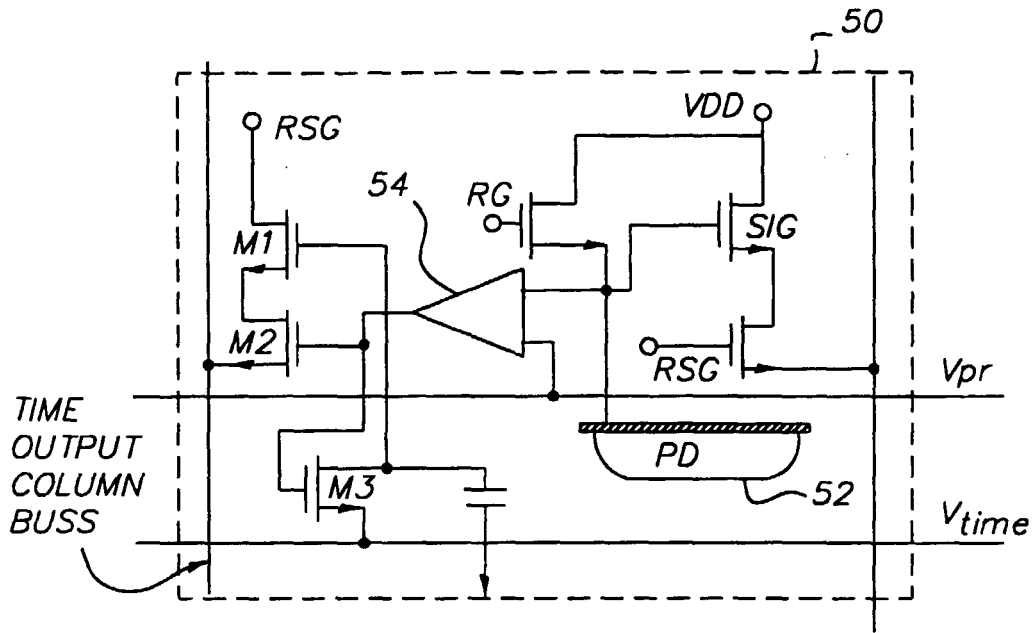 50
VDD
RSG
54
RG
SIG
M1
M2
RSG
Vpr
TIME
OUTPUT
COLUMN
BUSS
PD
M3
52
Vtime